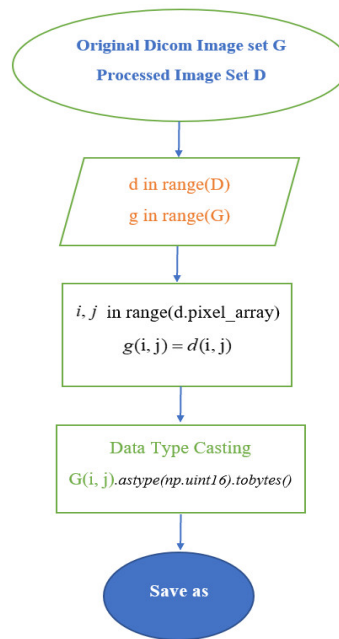 Original Dicom Image set G
Processed Image Set D
d in range(D)
g in range(G)
i, j in range(d.pixel_array)
g(i, j) = d(i, j)
Data Type Casting
G(i, j).astype(np.uint16).tobytes()
Save as